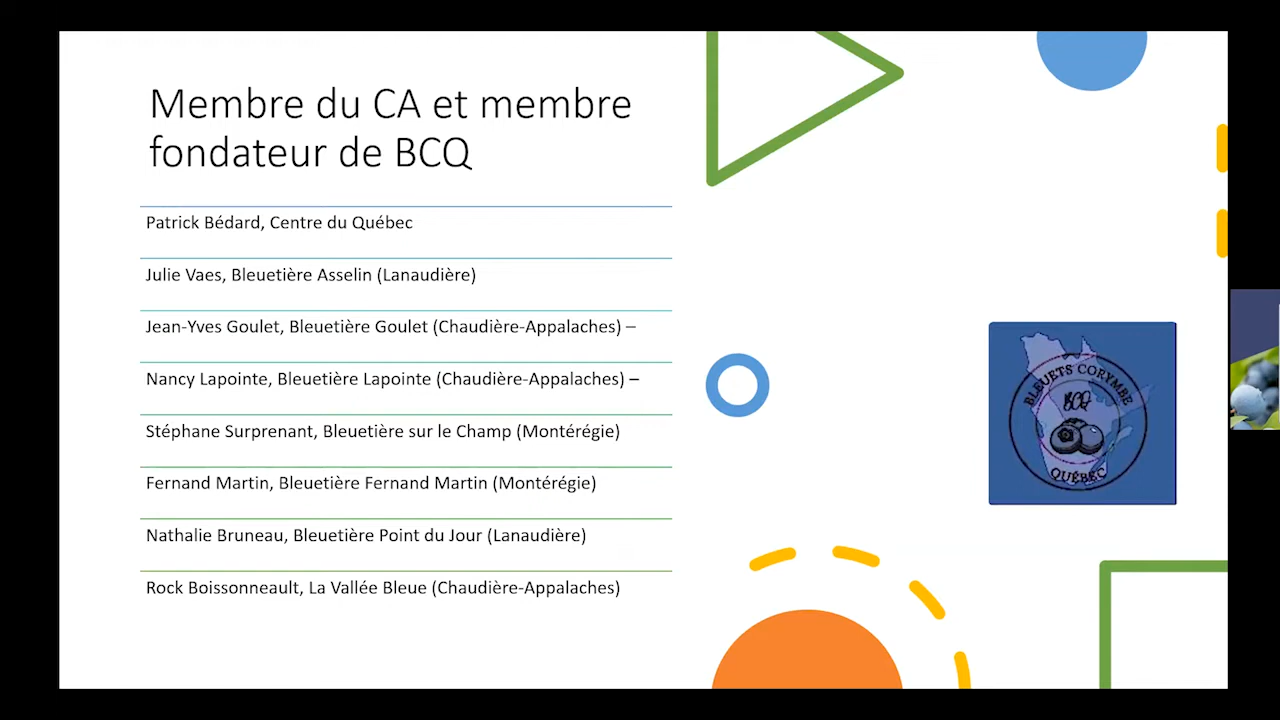 Membre du CA et membre
fondateur de BCQ
Patrick Bédard, Centre du Québec
Julie Vaes, Bleuetière Asselin (Lanaudière)
Jean-Yves Goulet, Bleuetière Goulet (Chaudière-Appalaches) –
Nancy Lapointe, Bleuetière Lapointe (Chaudière-Appalaches) –
Stéphane Surprenant, Bleuetière sur le Champ (Montérégie)
Fernand Martin, Bleuetière Fernand Martin (Montérégie)
Nathalie Bruneau, Bleuetière Point du Jour (Lanaudière)
Rock Boissonneault, La Vallée Bleue (Chaudière-Appalaches)
BLEUETS CORYMBE
BCQ
QUÉBEC